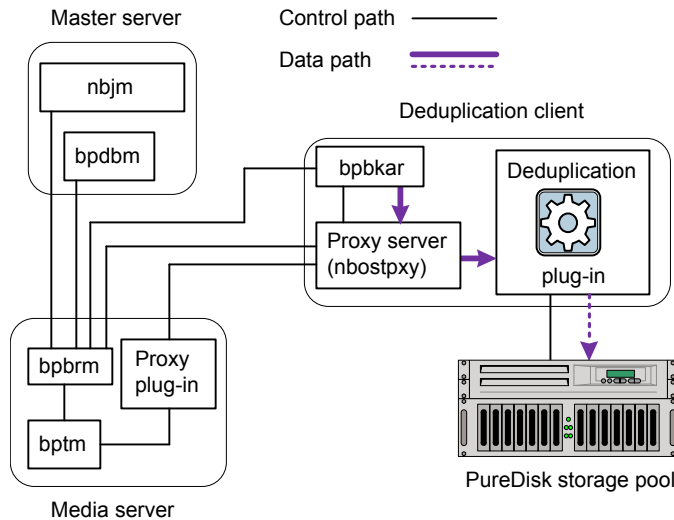 Master server
Control path
Data path
nbjm
bpdbm
Deduplication client
bpbkar
Proxy server
(nbostpxy)
Deduplication
plug-in
bpbrm
Proxy
plug-in
bptm
Media server
PureDisk storage pool